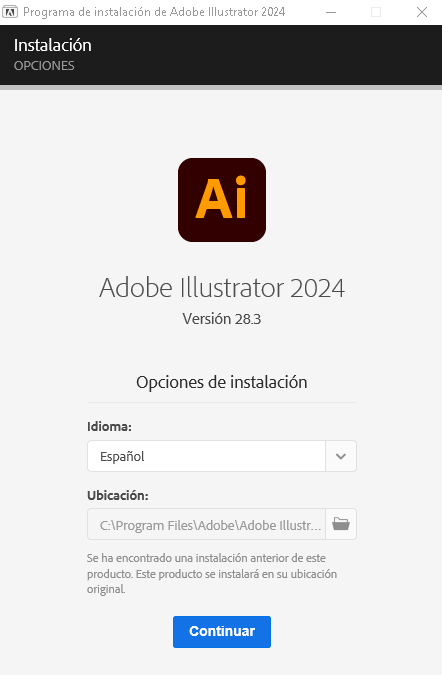 Programa de instalación de Adobe Illustrator 2024
Instalación
OPCIONES
Ai
Adobe Illustrator 2024
Versión 28.3
Opciones de instalación
Idioma:
Español
Ubicación:
C:\Program Files\Adobe\Adobe Illustr...
Se ha encontrado una instalación anterior de este
producto. Este producto se instalará en su ubicación
original.
Continuar